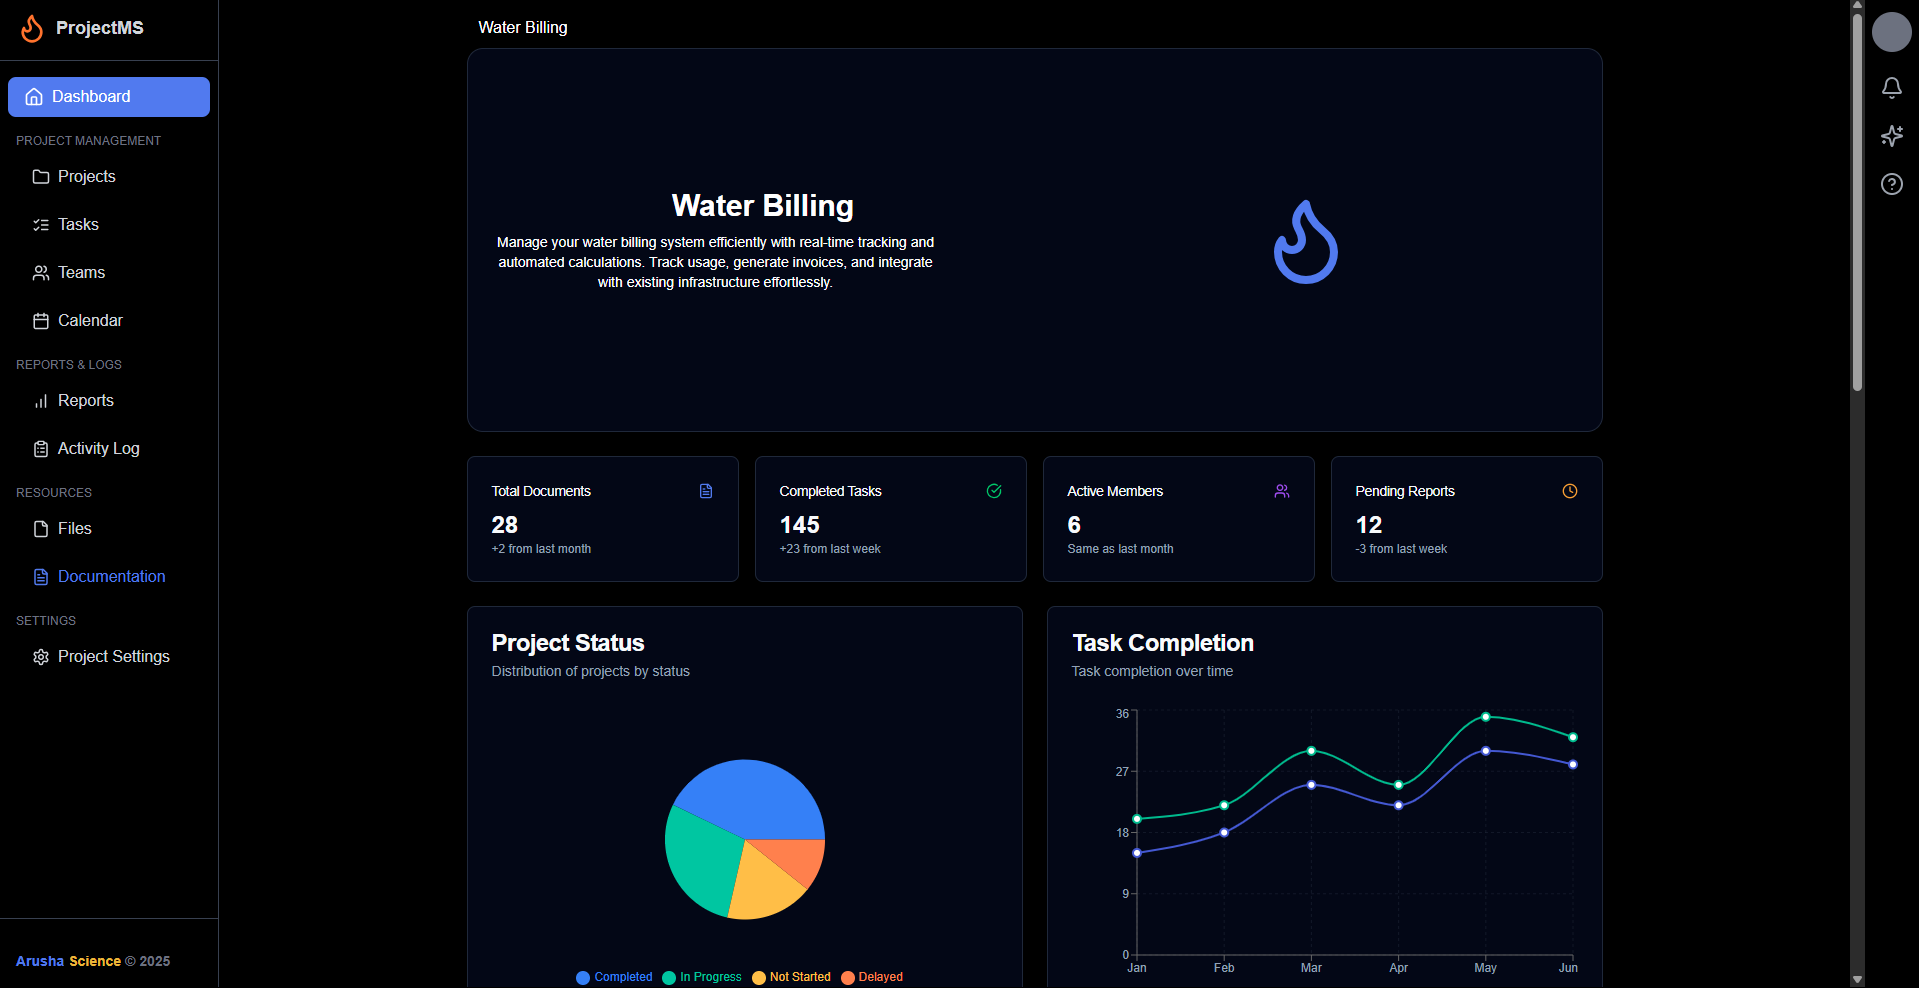 ProjectMS
Dashboard
PROJECT MANAGEMENT
Projects
Tasks
Teams
Calendar
REPORTS & LOGS
Reports
Activity Log
RESOURCES
Files
Documentation
SETTINGS
Project Settings
Arusha Science © 2025
Water Billing
Water Billing
Manage your water billing system efficiently with real-time tracking and
automated calculations. Track usage, generate invoices, and integrate
with existing infrastructure effortlessly.
Total Documents
28
+2 from last month
Completed Tasks
145
+23 from last week
Active Members
6
Same as last month
Pending Reports
12
-3 from last week
Project Status
Distribution of projects by status
Completed In Progress Not Started Delayed
Task Completion
Task completion over time
36
27
18
9
0
Jan Feb Mar Apr May Jun